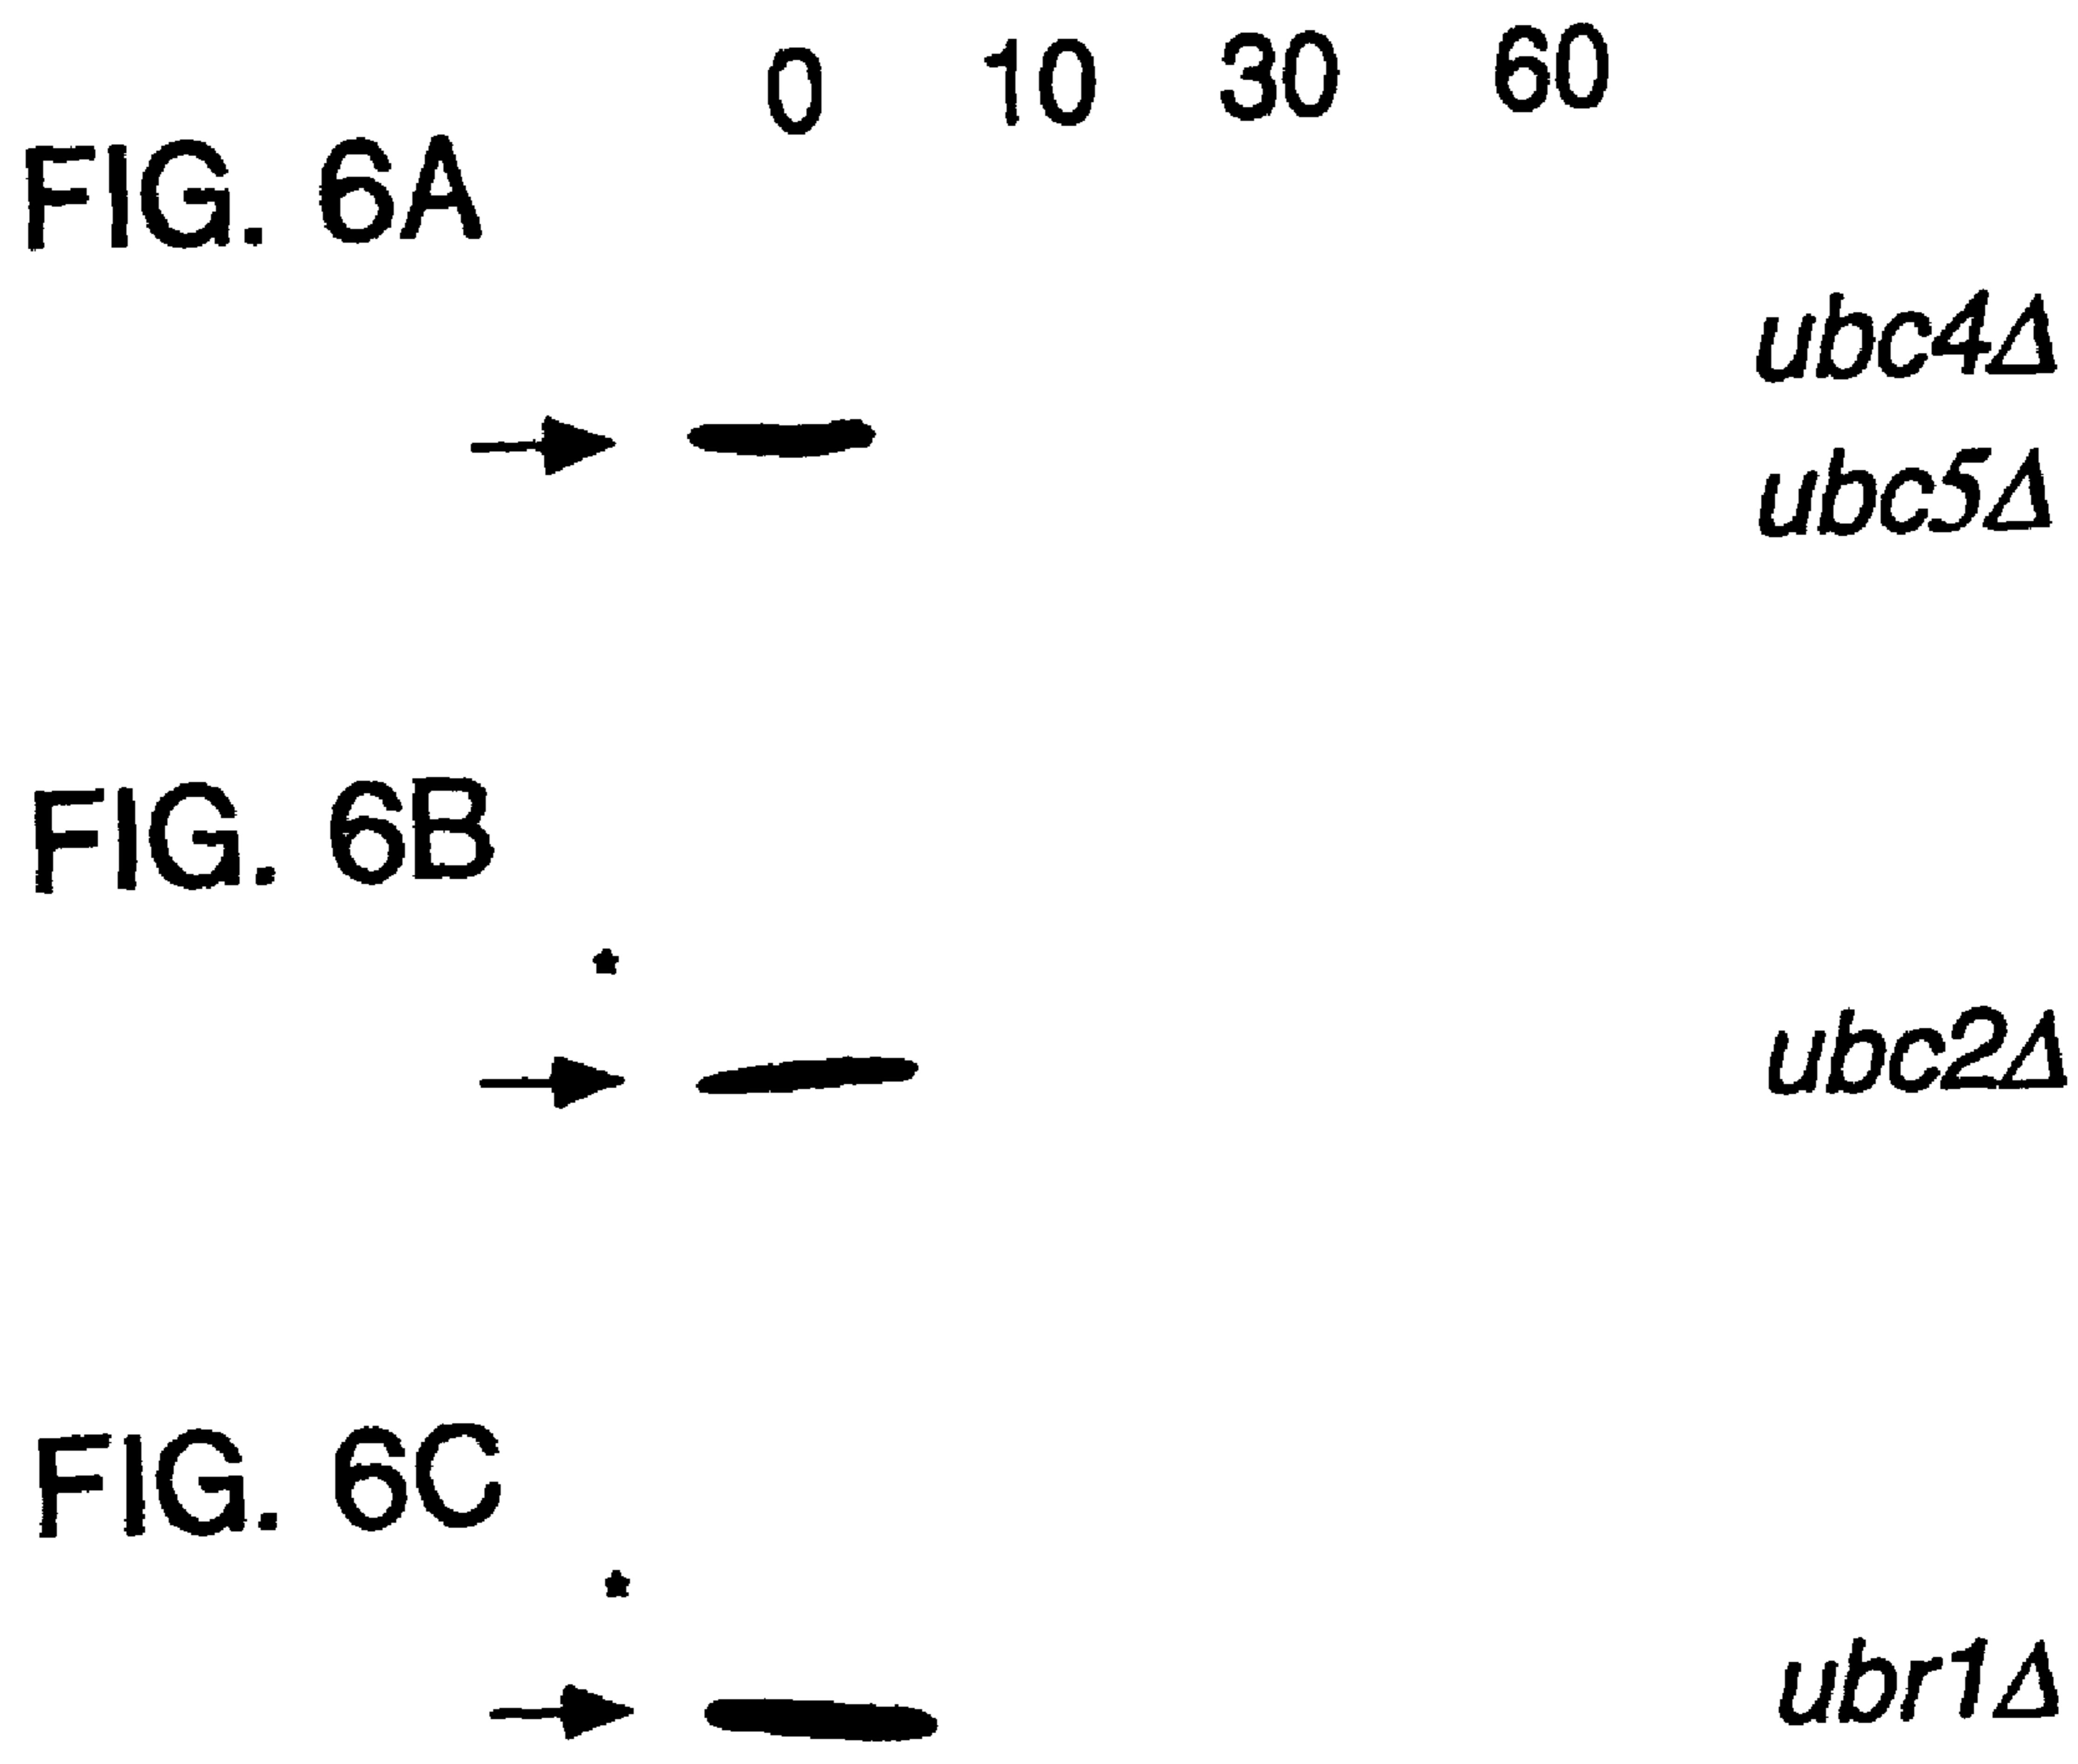 0 10 30 60
FIG. 6A
ubc4Δ
ubc5Δ
FIG. 6B
*
ubc2Δ
FIG. 6C
*
ubr1Δ